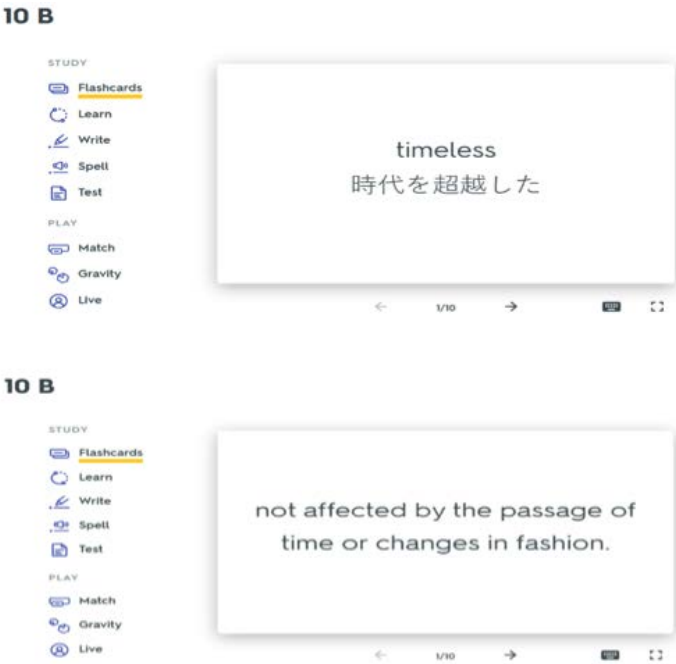 10 B
STUDY
Flashcards
Learn
Write
Spell
Test
PLAY
Match
Gravity
Live
timeless
時代を超越した
1/10
10 B
STUDY
Flashcards
Learn
Write
Spell
Test
PLAY
Match
Gravity
Live
not affected by the passage of
time or changes in fashion.
1/10